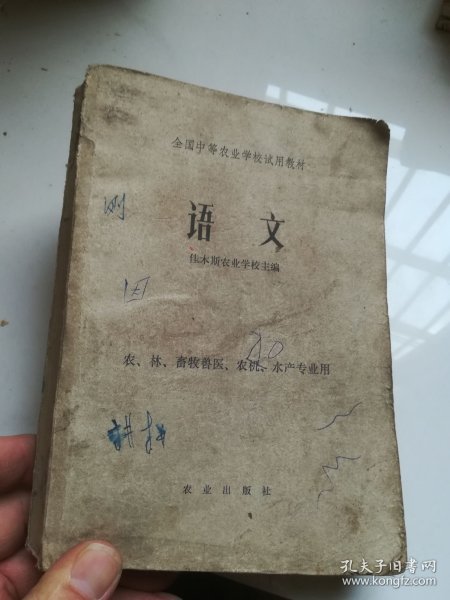 全国中等农业学校试用教材
语文
佳木斯农业学校主编
农、林、畜牧兽医、农机、水产专业用
农业出版社
孔夫子旧书网
www.kongfz.com